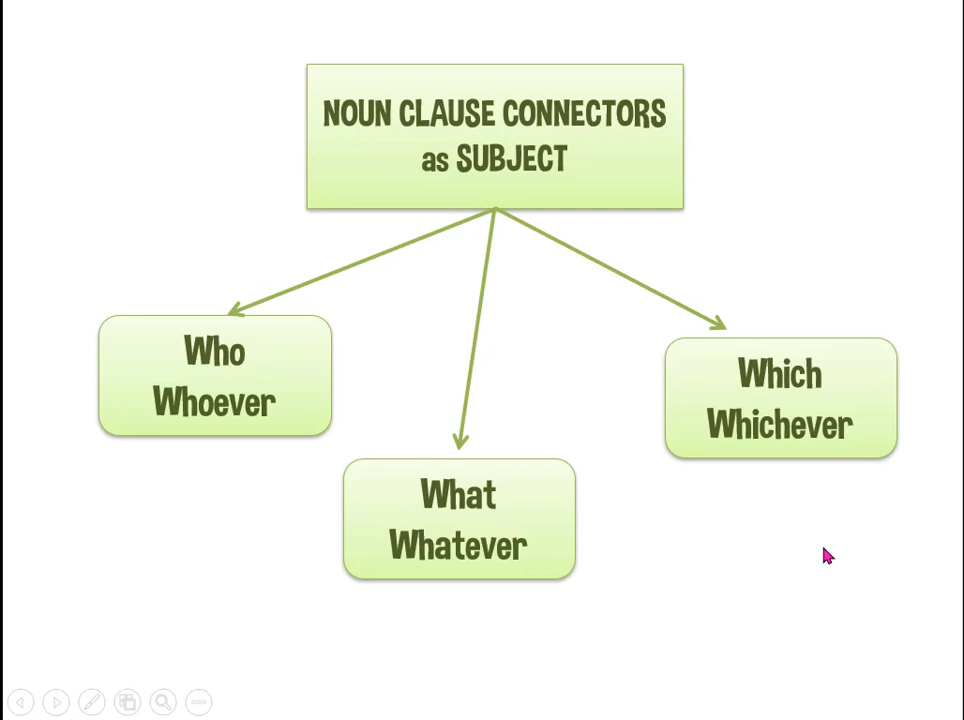 NOUN CLAUSE CONNECTORS
as SUBJECT
Who
Whoever
What
Whatever
Which
Whichever